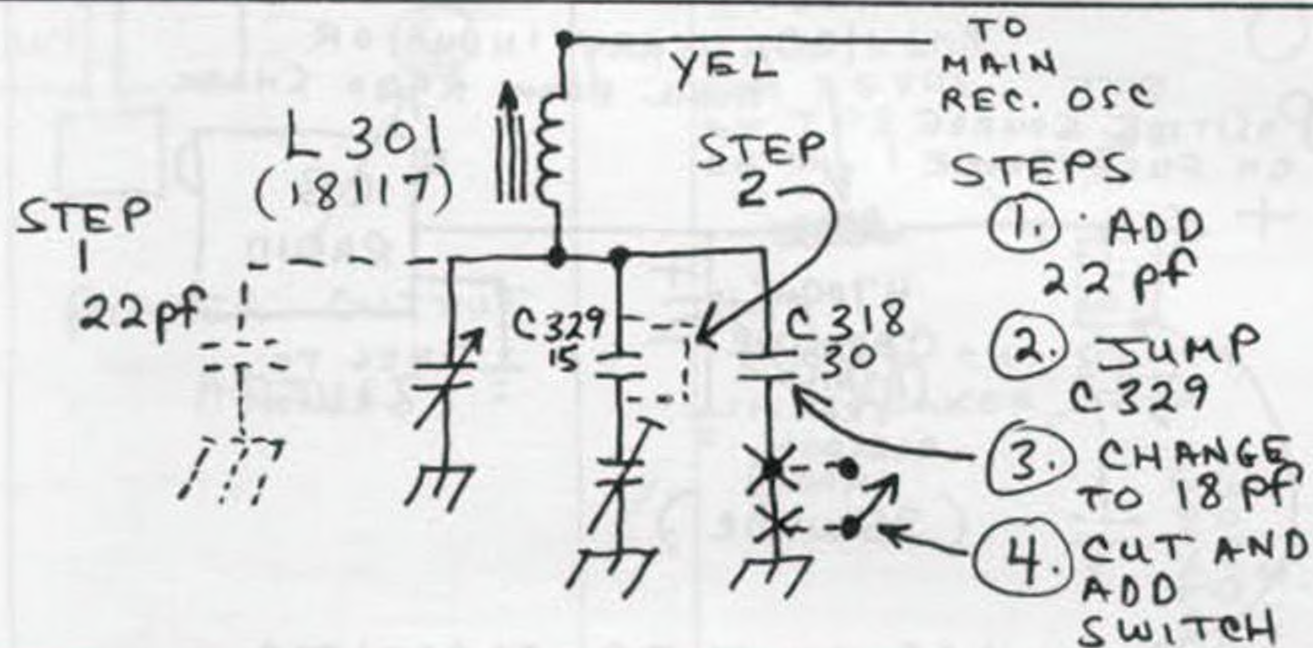 TO
MAIN
REC. OSC
YEL
L 301
(18117)
STEP
2
STEP
1
22pf
C329
15
C318
30
STEPS
1. ADD
22 pf
2. JUMP
C329
3. CHANGE
TO 18 pf
4. CUT AND
ADD
SWITCH